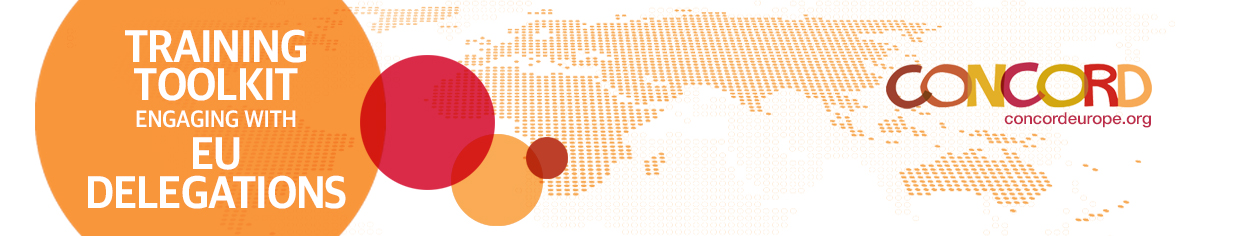 TRAINING
TOOLKIT
ENGAGING WITH
EU
DELEGATIONS
CONCORD
concordeurope.org